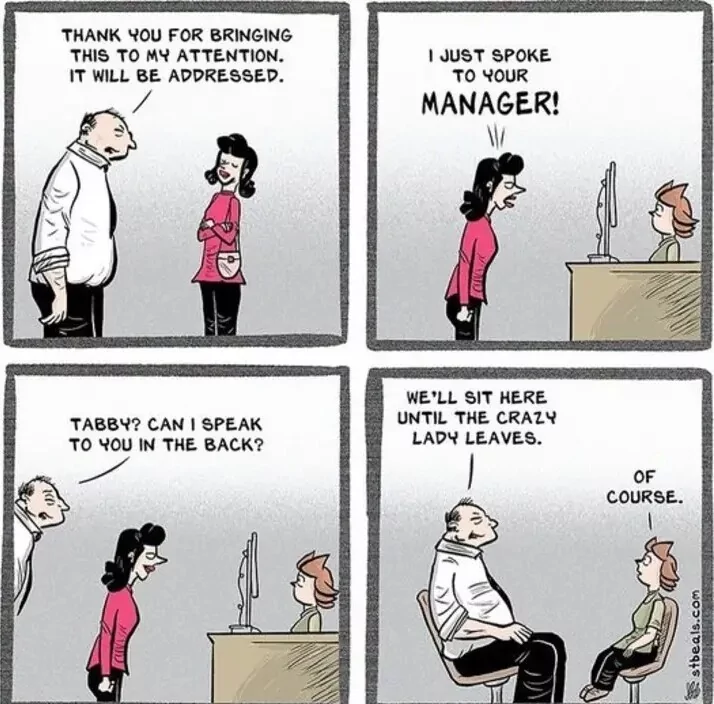 THANK YOU FOR BRINGING
THIS TO MY ATTENTION.
IT WILL BE ADDRESSED.
I JUST SPOKE
TO YOUR
MANAGER!
TABBY? CAN I SPEAK
TO YOU IN THE BACK?
WE'LL SIT HERE
UNTIL THE CRAZY
LADY LEAVES.
OF
COURSE.
stbeals.com